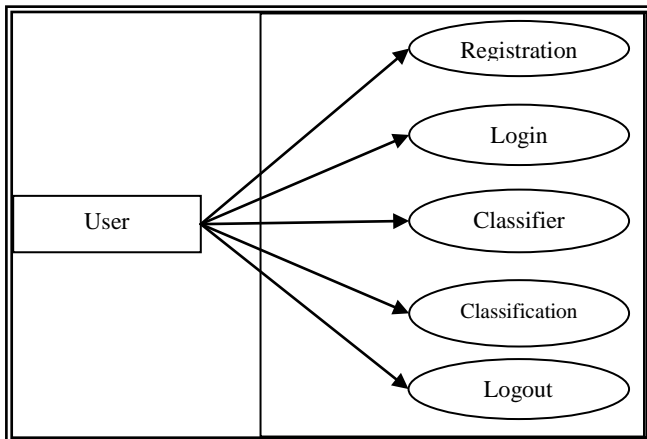 Registration
Login
User
Classifier
Classification
Logout